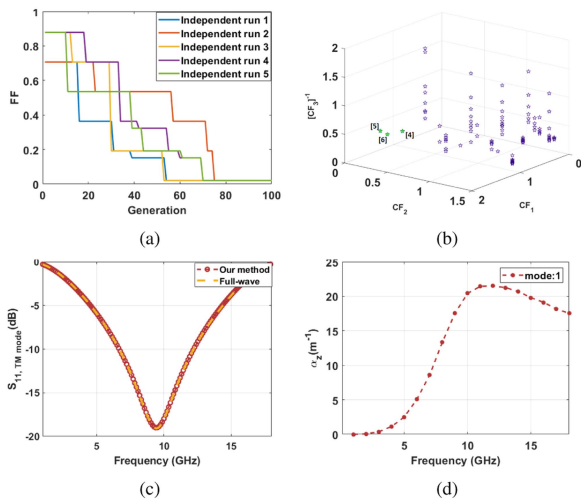 1
0.8
0.6
0.4
0.2
0
FF
0 20 40 60 80 100
Generation
Independent run 1
Independent run 2
Independent run 3
Independent run 4
Independent run 5
(a)
2
1.5
1
0.5
0
[CF3]-1
[5]
[6]
[4]
0 0.5 1 1.5
CF2
2 1 0
CF1
(b)
0
-5
-10
-15
-20
S11, TM mode(dB)
5 10 15
Frequency (GHz)
Our method
Full-wave
(c)
25
20
15
10
5
0
αz(m-1)
0 5 10 15
Frequency (GHz)
mode:1
(d)